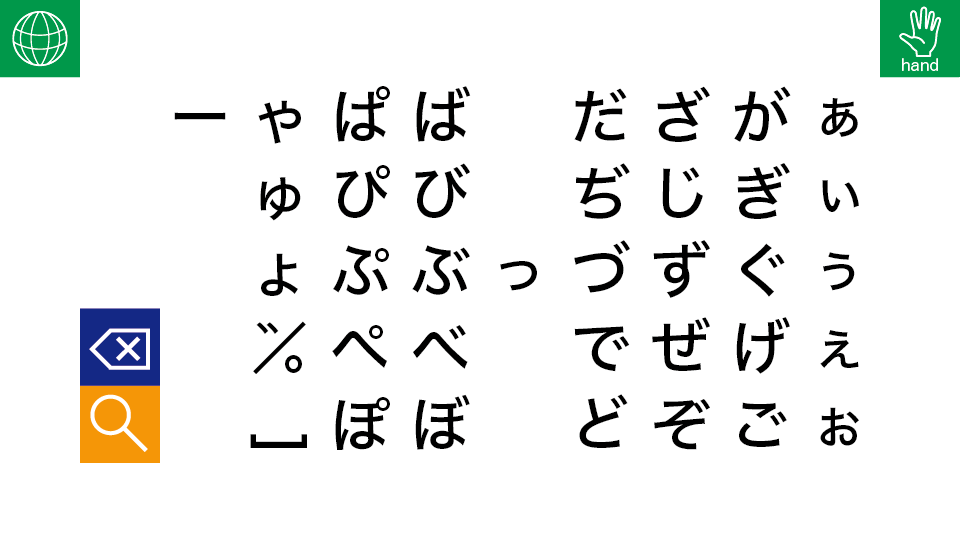 hand
ー ゃ ぱ ば だ ざ が ぁ
ゅ ぴ び ぢ じ ぎ ぃ
ょ ぷ ぶ っ づ ず ぐ ぅ
゛/゜ ぺ べ で ぜ げ ぇ
ぽ ぼ ど ぞ ご ぉ